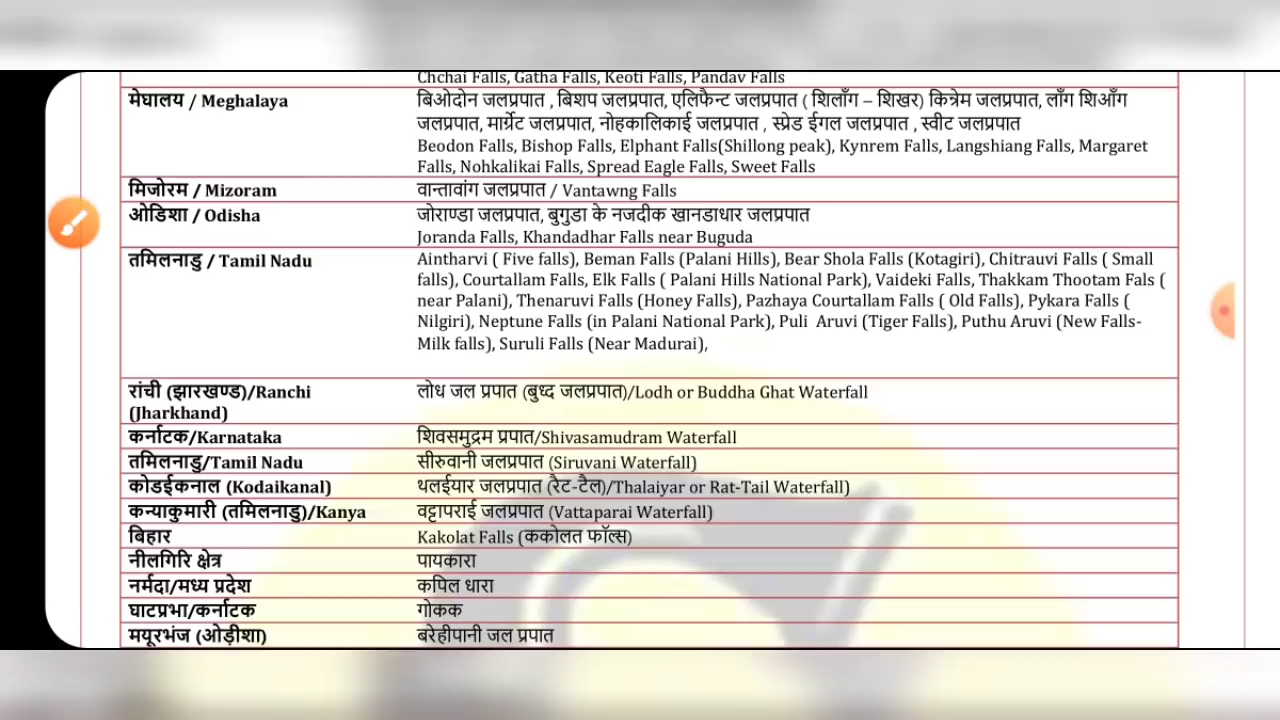 Chchai Falls, Gatha Falls, Keoti Falls, Pandav Falls
मेघालय / Meghalaya
बिओदोन जलप्रपात , बिशप जलप्रपात, एलिफैन्ट जलप्रपात ( शिलॉंग – शिखर) कित्रेम जलप्रपात, लॉंग शिऑंग
जलप्रपात, मार्ग्रेट जलप्रपात, नोहकालिकाई जलप्रपात , स्प्रेड ईगल जलप्रपात , स्वीट जलप्रपात
Beodon Falls, Bishop Falls, Elphant Falls(Shillong peak), Kynrem Falls, Langshiang Falls, Margaret
Falls, Nohkalikai Falls, Spread Eagle Falls, Sweet Falls
मिजोरम / Mizoram
वान्तावांग जलप्रपात / Vantawng Falls
ओडिशा / Odisha
जोराण्डा जलप्रपात, बुगुडा के नजदीक खानडाधार जलप्रपात
Joranda Falls, Khandadhar Falls near Buguda
तमिलनाडु / Tamil Nadu
Aintharvi ( Five falls), Beman Falls (Palani Hills), Bear Shola Falls (Kotagiri), Chitrauvi Falls ( Small
falls), Courtallam Falls, Elk Falls ( Palani Hills National Park), Vaideki Falls, Thakkam Thootam Fals (
near Palani), Thenaruvi Falls (Honey Falls), Pazhaya Courtallam Falls ( Old Falls), Pykara Falls (
Nilgiri), Neptune Falls (in Palani National Park), Puli Aruvi (Tiger Falls), Puthu Aruvi (New Falls-
Milk falls), Suruli Falls (Near Madurai),
रांची (झारखण्ड)/Ranchi
(Jharkhand)
लोध जल प्रपात (बुध्द जलप्रपात)/Lodh or Buddha Ghat Waterfall
कर्नाटक/Karnataka
शिवसमुद्रम प्रपात/Shivasamudram Waterfall
तमिलनाडु/Tamil Nadu
सीरुवानी जलप्रपात (Siruvani Waterfall)
कोडईकनाल (Kodaikanal)
थलईयार जलप्रपात (रैट-टैल)/Thalaiyar or Rat-Tail Waterfall)
कन्याकुमारी (तमिलनाडु)/Kanya
वट्टापराई जलप्रपात (Vattaparai Waterfall)
बिहार
Kakolat Falls (ककोलत फॉल्स)
नीलगिरि क्षेत्र
पायकारा
नर्मदा/मध्य प्रदेश
कपिल धारा
घाटप्रभा/कर्नाटक
गोकक
मयूरभंज (ओड़ीशा)
बरेहीपानी जल प्रपात